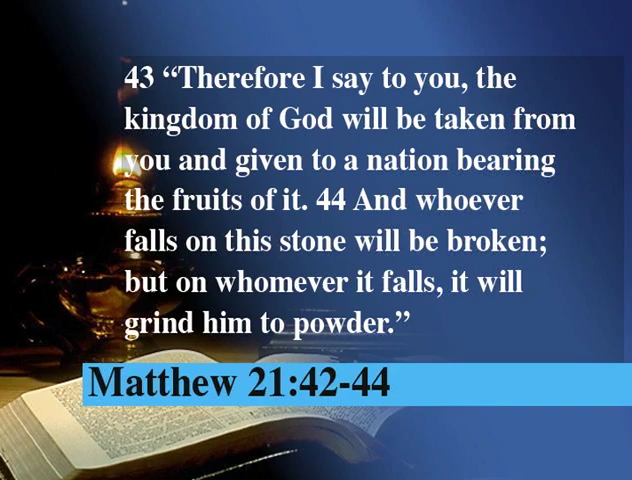 43 “Therefore I say to you, the
kingdom of God will be taken from
you and given to a nation bearing
the fruits of it. 44 And whoever
falls on this stone will be broken;
but on whomever it falls, it will
grind him to powder.”
Matthew 21:42-44